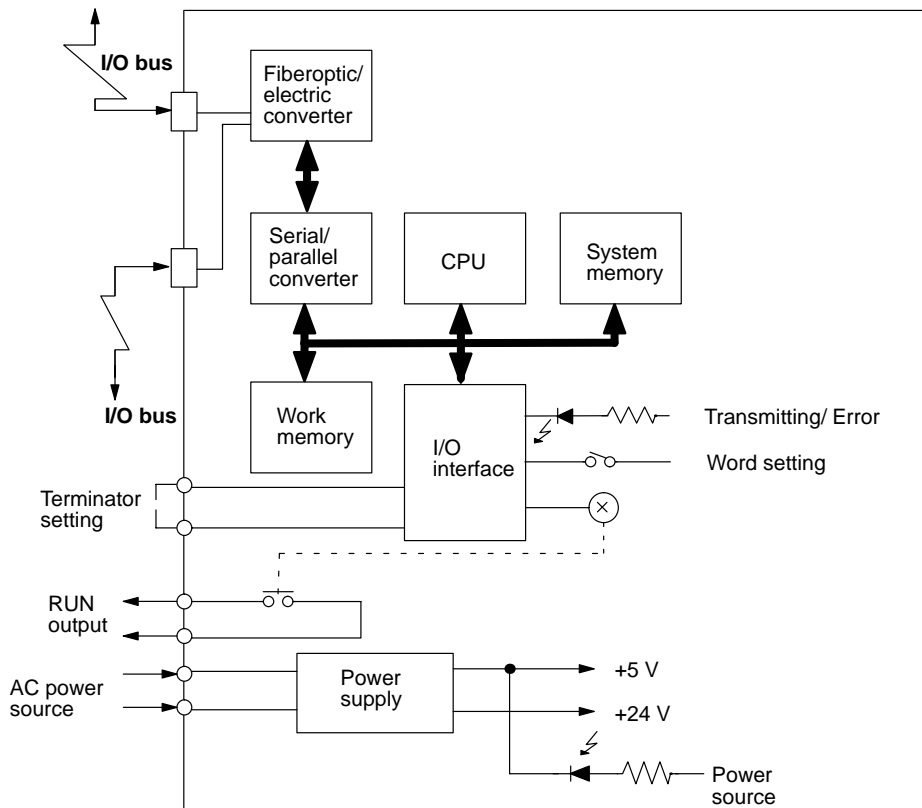 I/O bus
Fiberoptic/
electric
converter
Serial/
parallel
converter
CPU
System
memory
I/O bus
Work
memory
I/O
interface
Transmitting/ Error
Word setting
Terminator
setting
RUN
output
AC power
source
Power
supply
+5 V
+24 V
Power
source